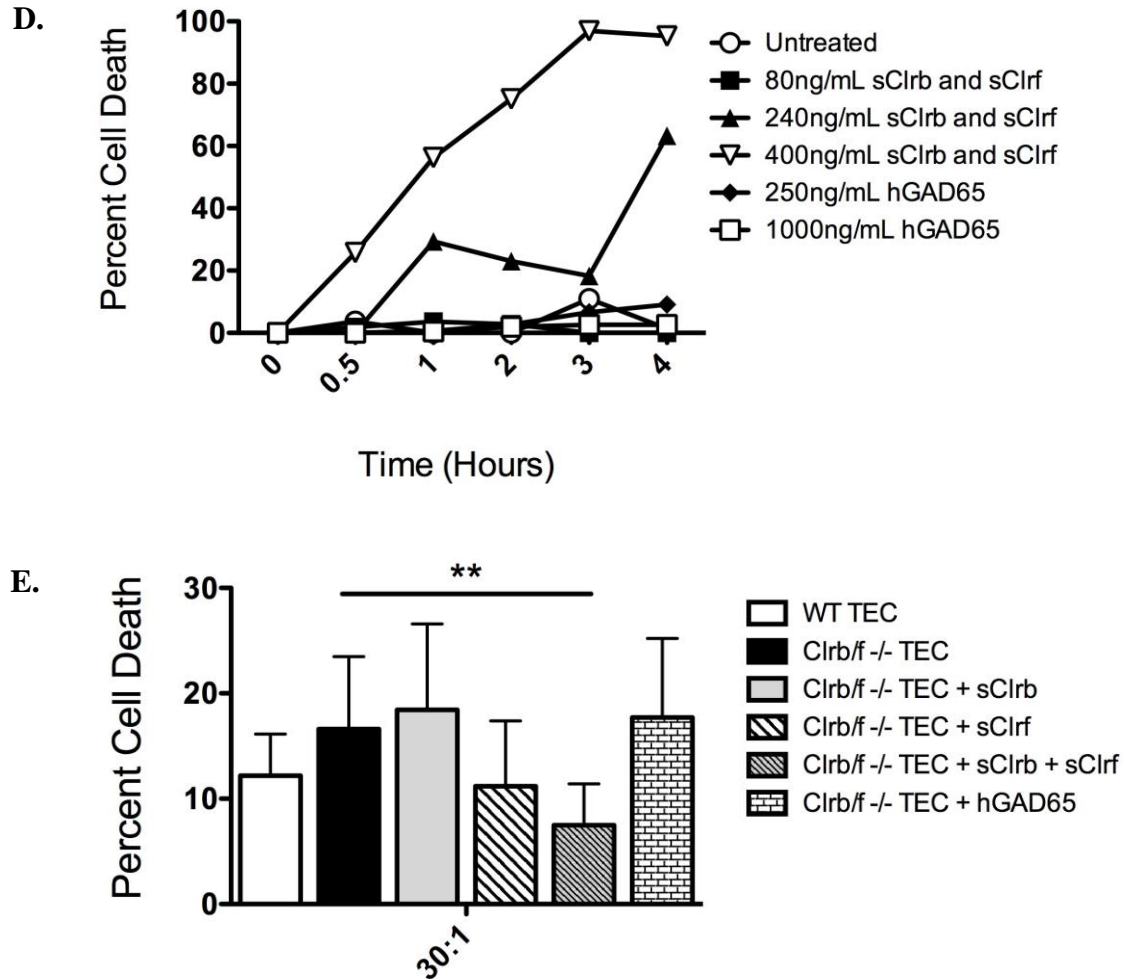 D.
Percent Cell Death
100
80
60
40
20
0
0
0.5
1
2
3
4
Time (Hours)
Untreated
80ng/mL sClrb and sClrf
240ng/mL sClrb and sClrf
400ng/mL sClrb and sClrf
250ng/mL hGAD65
1000ng/mL hGAD65
E.
Percent Cell Death
30
20
10
0
**
30:1
WT TEC
Clrb/f -/- TEC
Clrb/f -/- TEC + sClrb
Clrb/f -/- TEC + sClrf
Clrb/f -/- TEC + sClrb + sClrf
Clrb/f -/- TEC + hGAD65